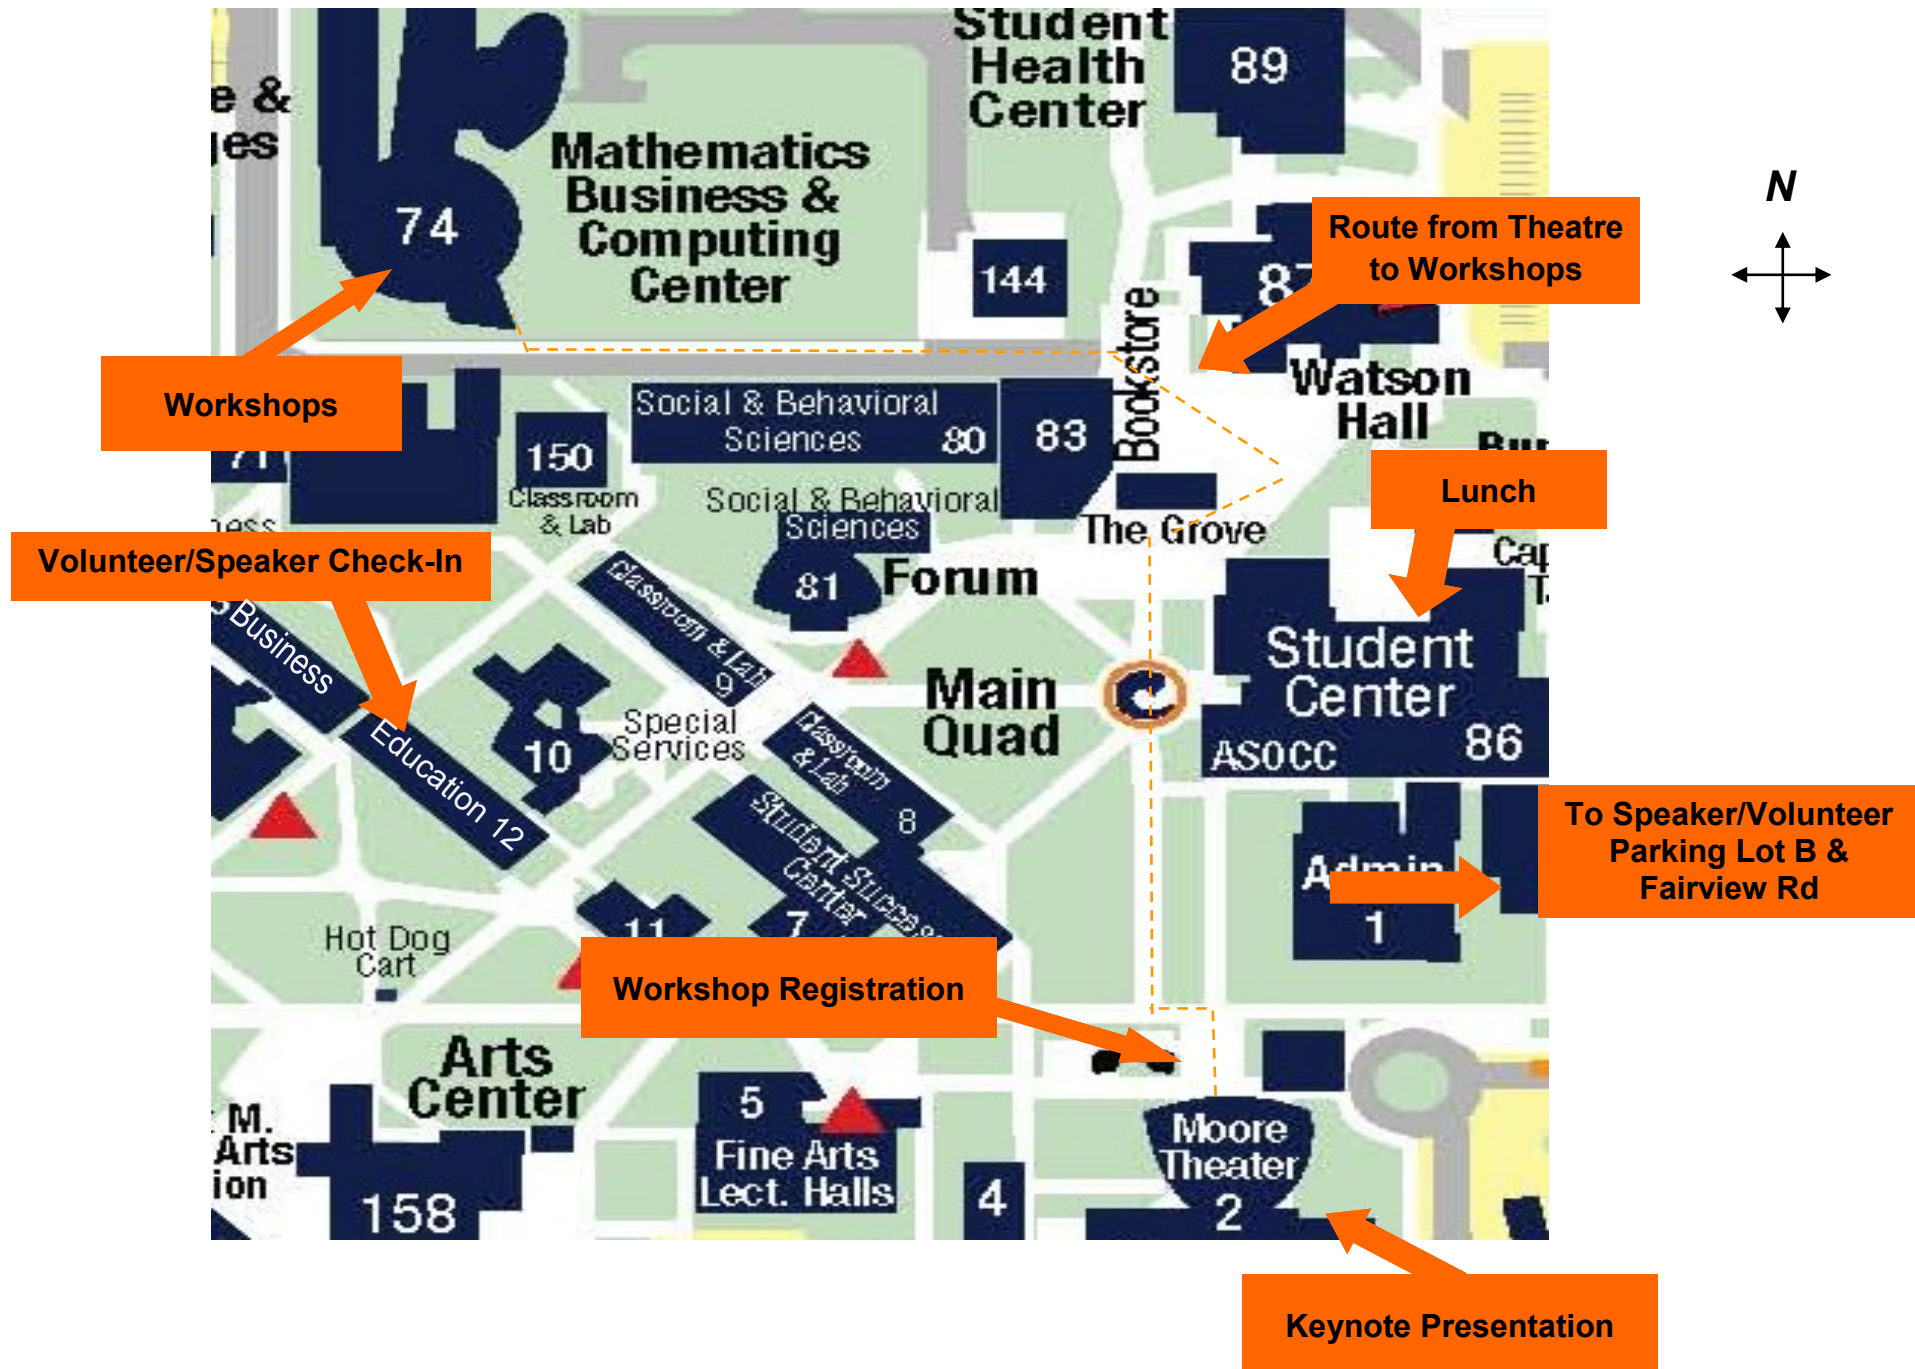 Student
Health
Center
89
e &
es
Mathematics
Business &
Computing
Center
74
N
Route from Theatre
to Workshops
144
Bookstore
Workshops
Watson
Hall
Social & Behavioral
Sciences 80
83
150
71
Classroom
& Lab
Social & Behavioral
Sciences
Lunch
The Grove
Volunteer/Speaker Check-In
81
Forum
Classroom & Lab
9
Business
Student
Center
86
ASOCC
Main
Quad
Special
Services
10
Education 12
Classroom
& Lab
8
Student Success
Center
To Speaker/Volunteer
Parking Lot B &
Fairview Rd
Admin
1
11
7
Hot Dog
Cart
Workshop Registration
Arts
Center
5
Fine Arts
Lect. Halls
M.
Arts
ion
158
4
Moore
Theater
2
Keynote Presentation